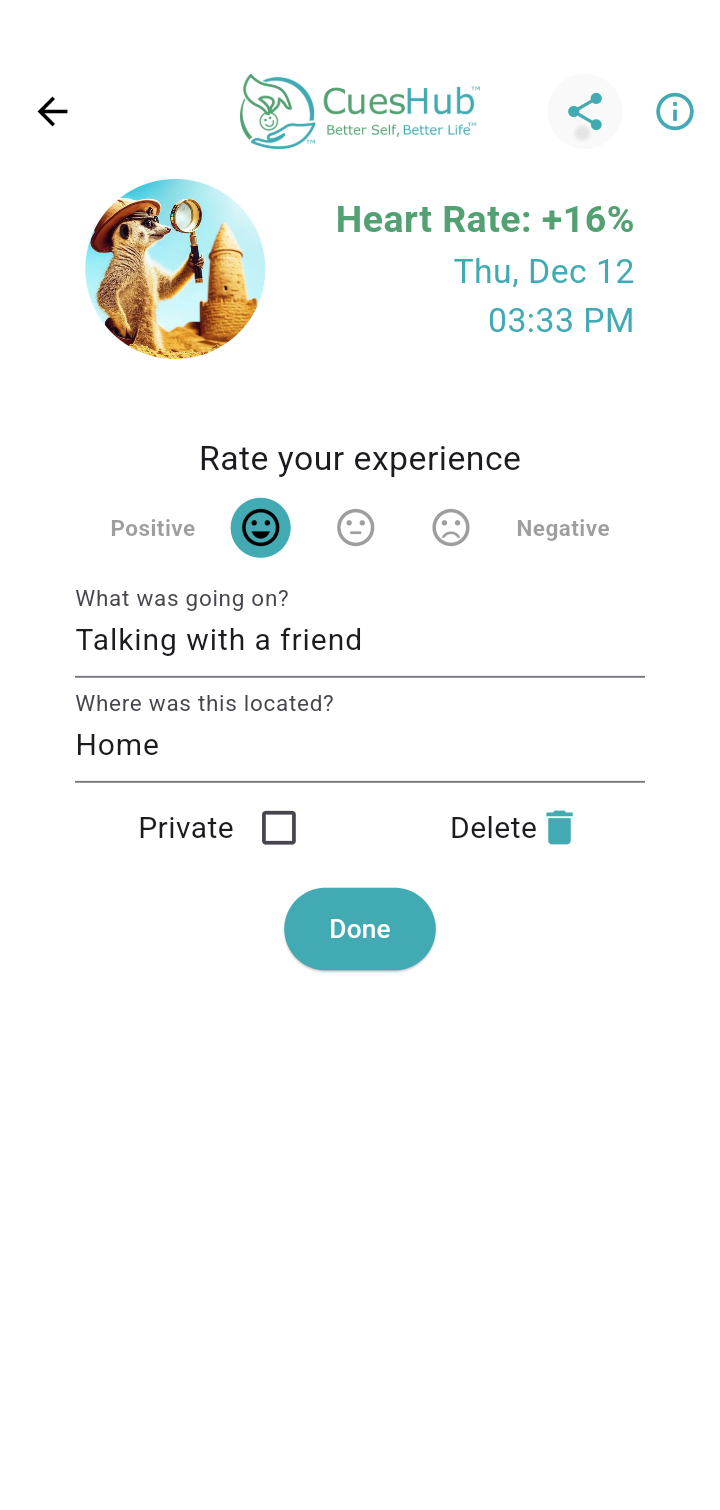 CuesHub™
Better Self, Better Life™
™
Heart Rate: +16%
Thu, Dec 12
03:33 PM
Rate your experience
Positive
Negative
What was going on?
Talking with a friend
Where was this located?
Home
Private
Delete
Done